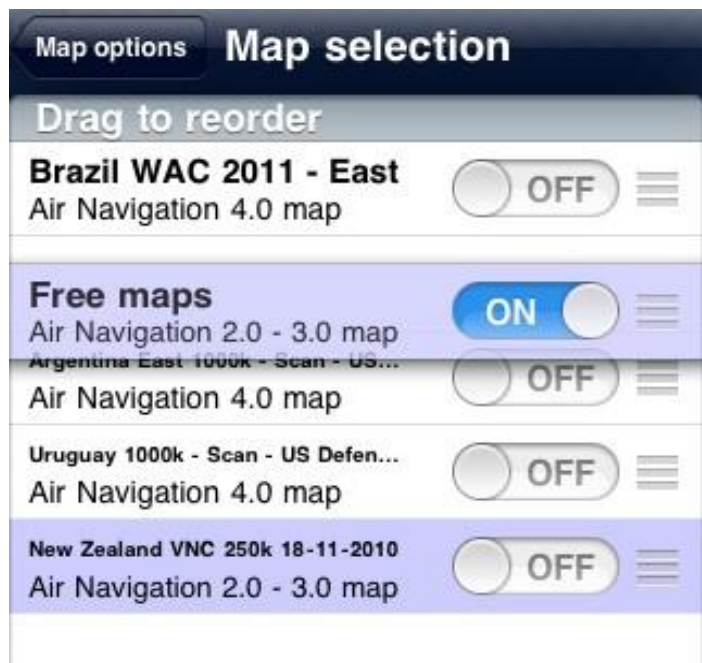 Map options
Map selection
Drag to reorder
Brazil WAC 2011 - East
OFF
Air Navigation 4.0 map
Free maps
ON
Air Navigation 2.0 - 3.0 map
Argentina East 1000k - Scan - US...
OFF
Air Navigation 4.0 map
Uruguay 1000k - Scan - US Defen...
OFF
Air Navigation 4.0 map
New Zealand VNC 250k 18-11-2010
OFF
Air Navigation 2.0 - 3.0 map